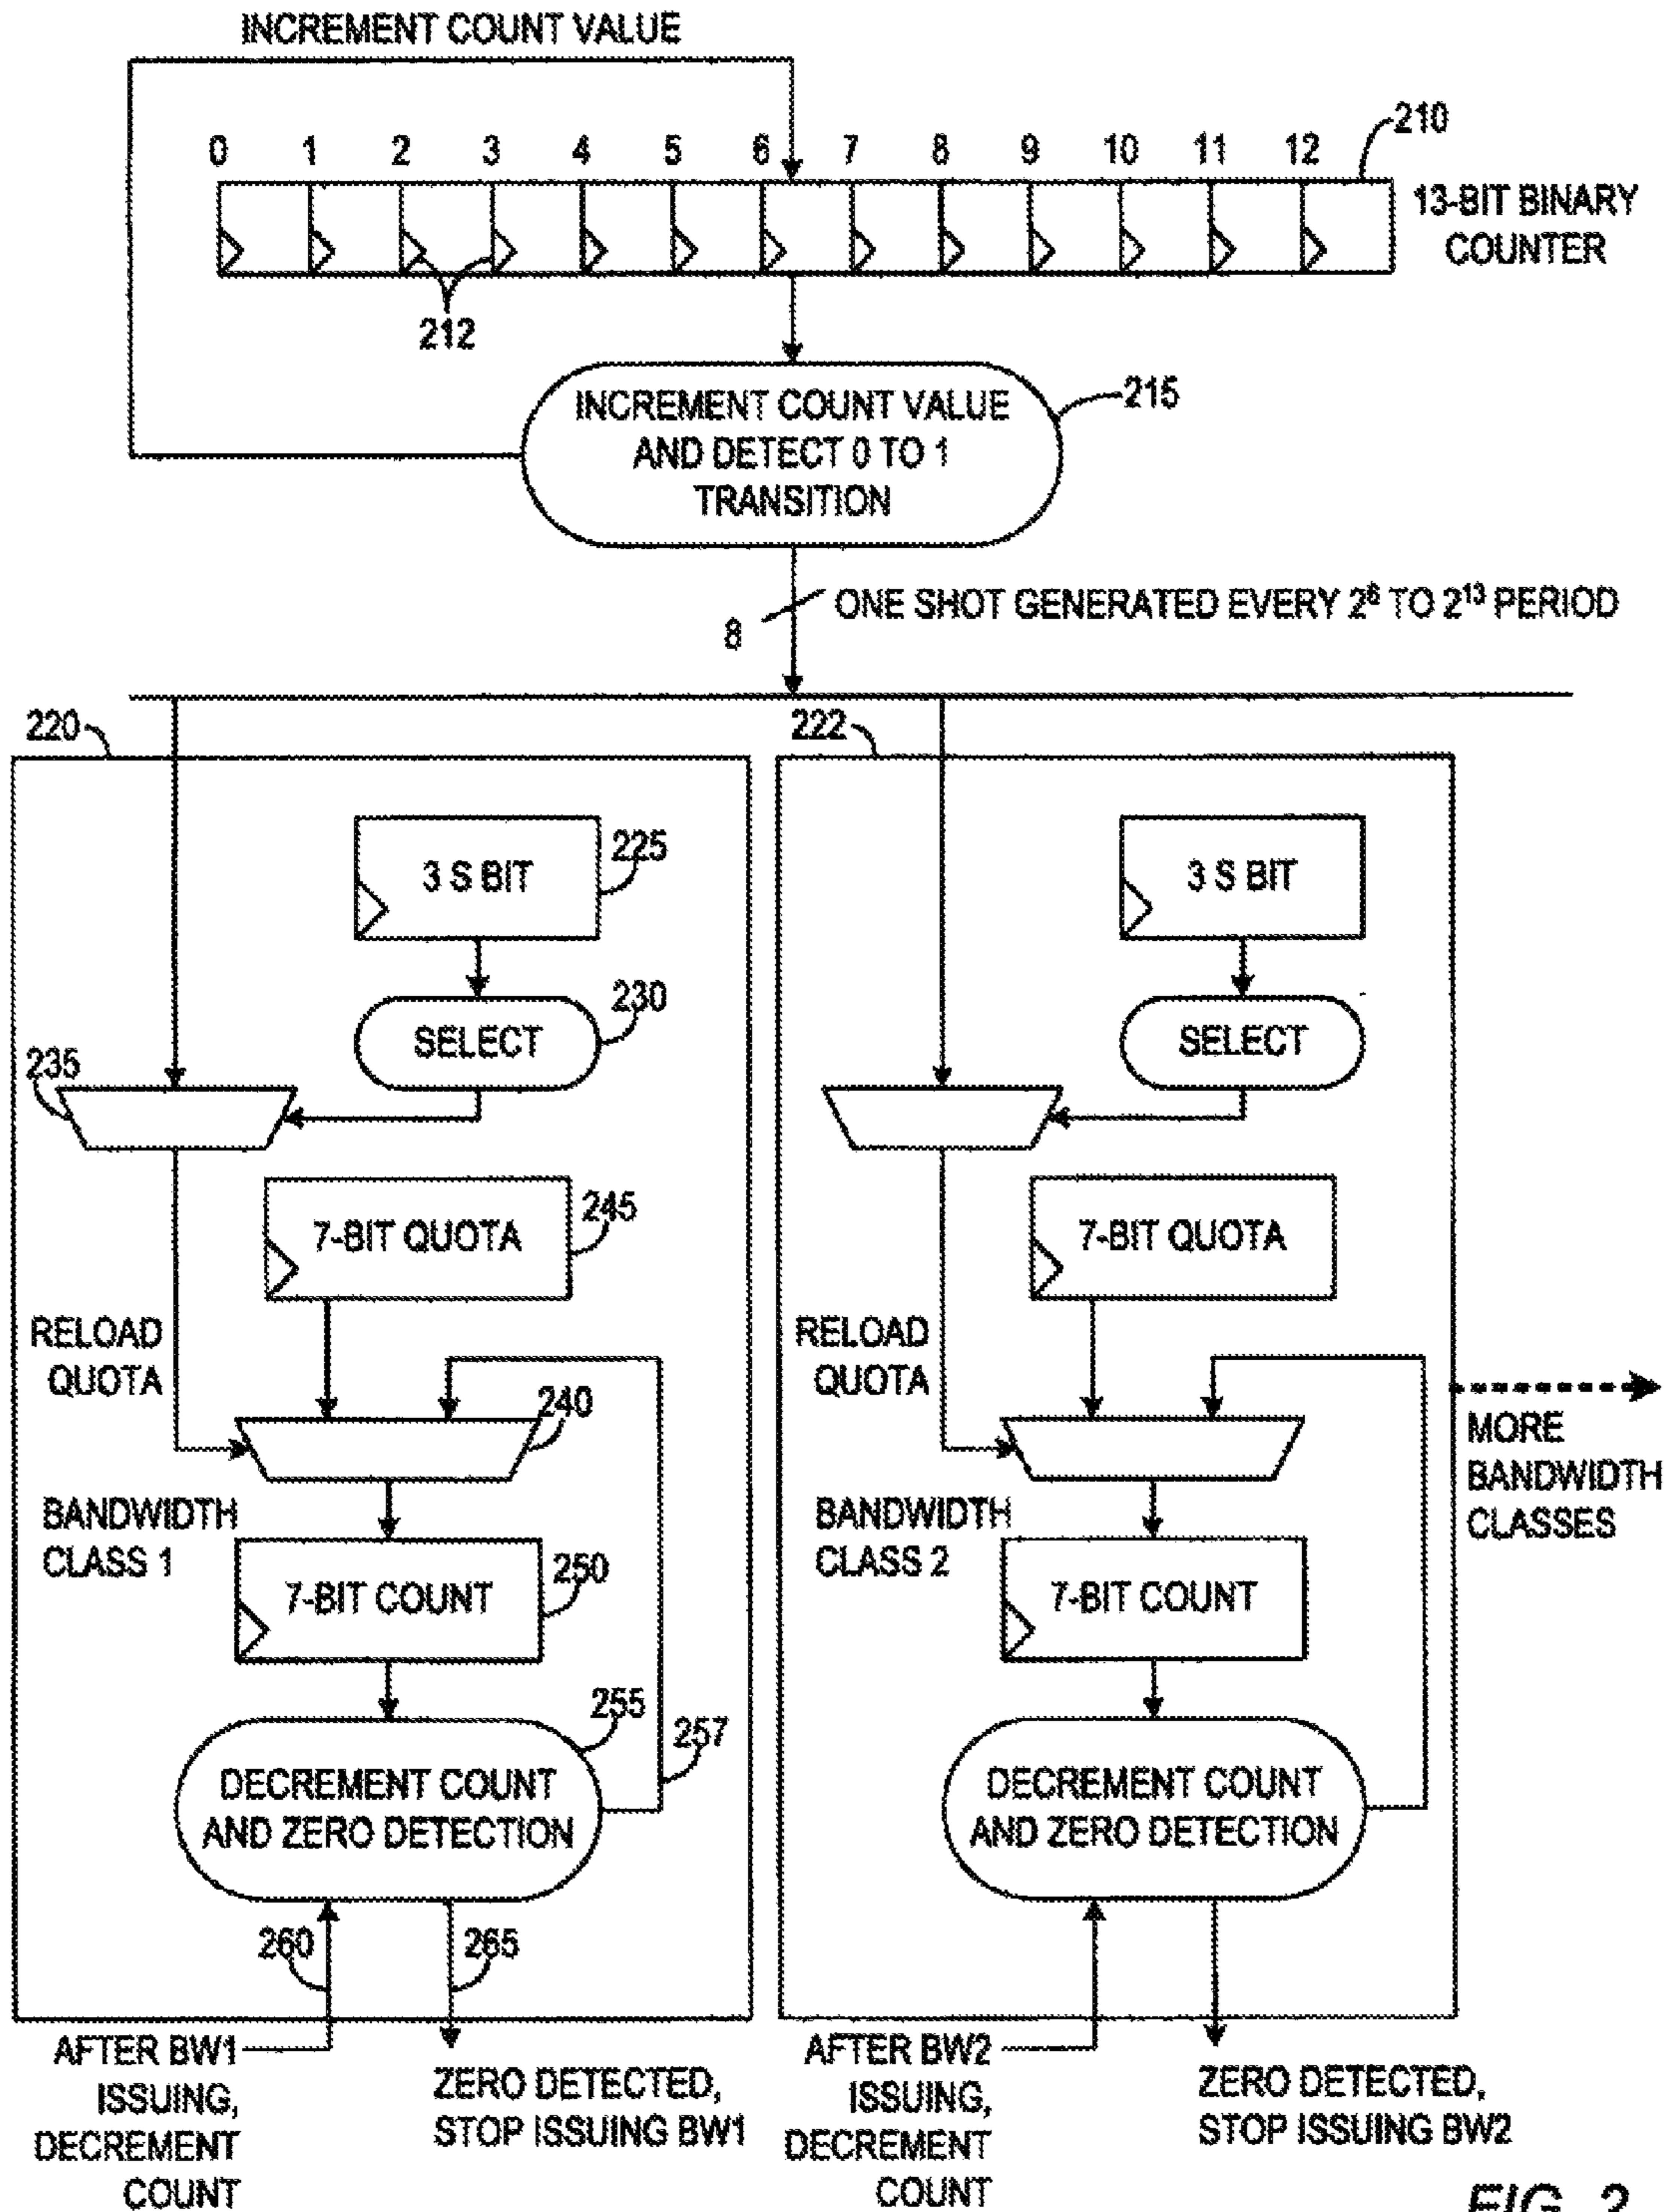 INCREMENT COUNT VALUE
0 1 2 3 4 5 6 7 8 9 10 11 12
210
13-BIT BINARY
COUNTER
212
INCREMENT COUNT VALUE
AND DETECT 0 TO 1
TRANSITION
215
8
ONE SHOT GENERATED EVERY 2⁶ TO 2¹³ PERIOD
220
3 S BIT
225
SELECT
230
235
7-BIT QUOTA
245
RELOAD
QUOTA
240
BANDWIDTH
CLASS 1
7-BIT COUNT
250
DECREMENT COUNT
AND ZERO DETECTION
255
257
260
265
AFTER BW1
ISSUING,
DECREMENT
COUNT
ZERO DETECTED,
STOP ISSUING BW1
222
3 S BIT
SELECT
7-BIT QUOTA
RELOAD
QUOTA
BANDWIDTH
CLASS 2
7-BIT COUNT
DECREMENT COUNT
AND ZERO DETECTION
AFTER BW2
ISSUING,
DECREMENT
COUNT
ZERO DETECTED,
STOP ISSUING BW2
MORE
BANDWIDTH
CLASSES
FIG. 2